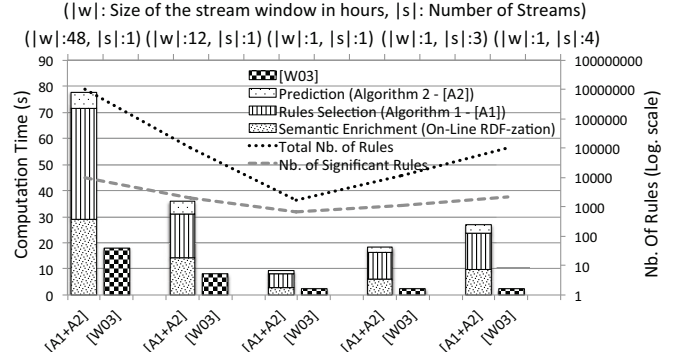 (|w|: Size of the stream window in hours, |s|: Number of Streams)
(|w|:48, |s|:1) (|w|:12, |s|:1) (|w|:1, |s|:1) (|w|:1, |s|:3) (|w|:1, |s|:4)
90
80
70
60
50
40
30
20
10
0
Computation Time (s)
[W03]
Prediction (Algorithm 2 - [A2])
Rules Selection (Algorithm 1 - [A1])
Semantic Enrichment (On-Line RDF-zation)
Total Nb. of Rules
Nb. of Significant Rules
100000000
10000000
1000000
100000
10000
1000
100
10
1
Nb. Of Rules (Log. scale)
[A1+A2]
[W03]
[A1+A2]
[W03]
[A1+A2]
[W03]
[A1+A2]
[W03]
[A1+A2]
[W03]